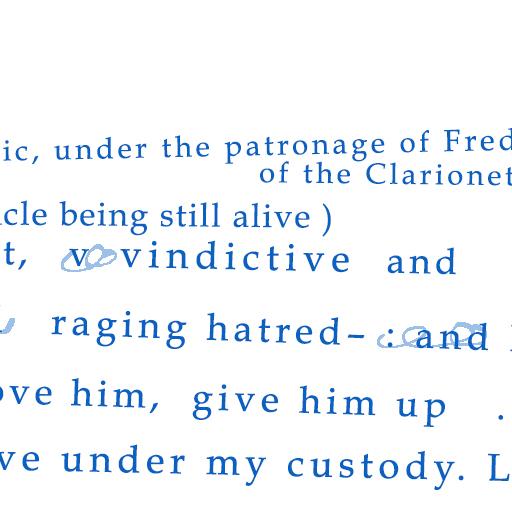 ic, under the patronage of Fred
of the Clarionet
cle being still alive )
t, v vindictive and
raging hatred– : and
ove him, give him up .
ve under my custody. L